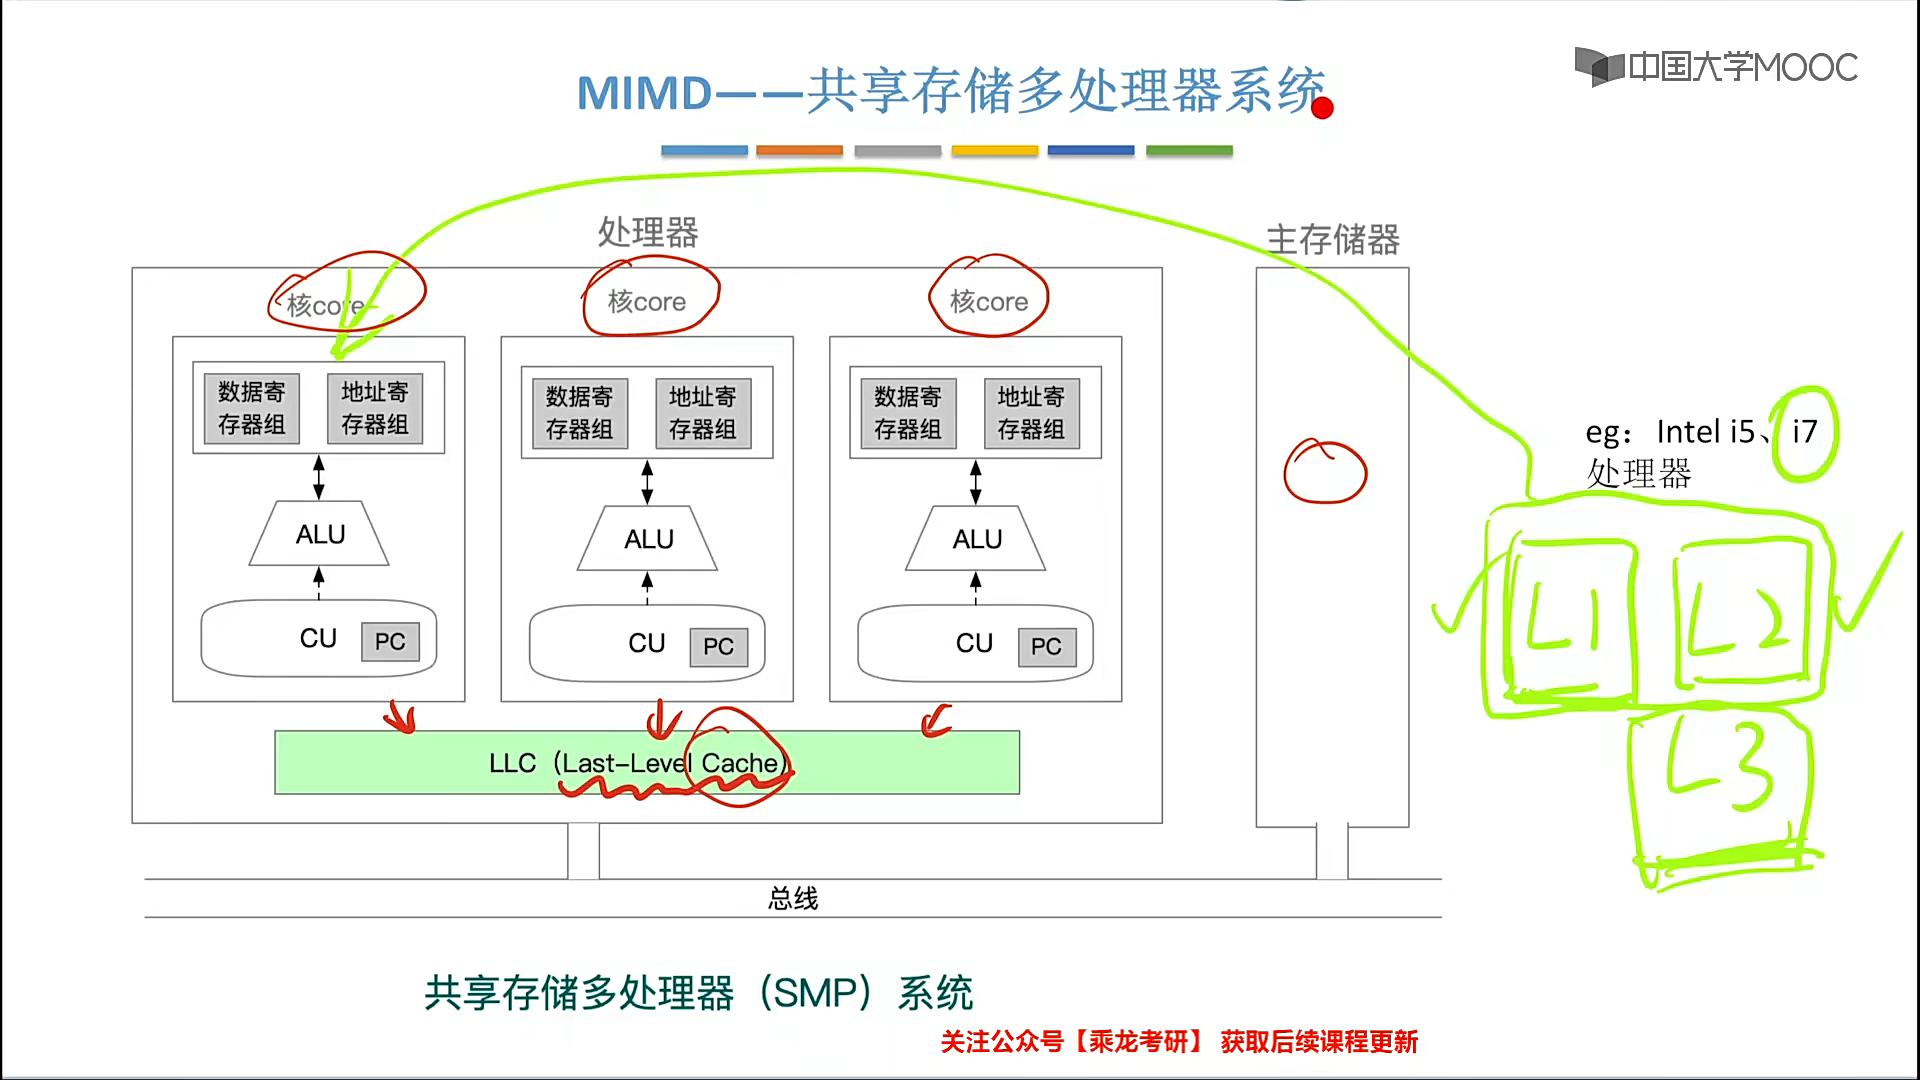 中国大学MOOC
MIMD——共享存储多处理器系统
处理器
主存储器
核core
核core
核core
数据寄存器组
地址寄存器组
数据寄存器组
地址寄存器组
数据寄存器组
地址寄存器组
ALU
ALU
ALU
CU
PC
CU
PC
CU
PC
LLC（Last-Level Cache）
总线
eg： Intel i5、 i7
处理器
L1
L2
L3
共享存储多处理器（SMP）系统
关注公众号【乘龙考研】 获取后续课程更新